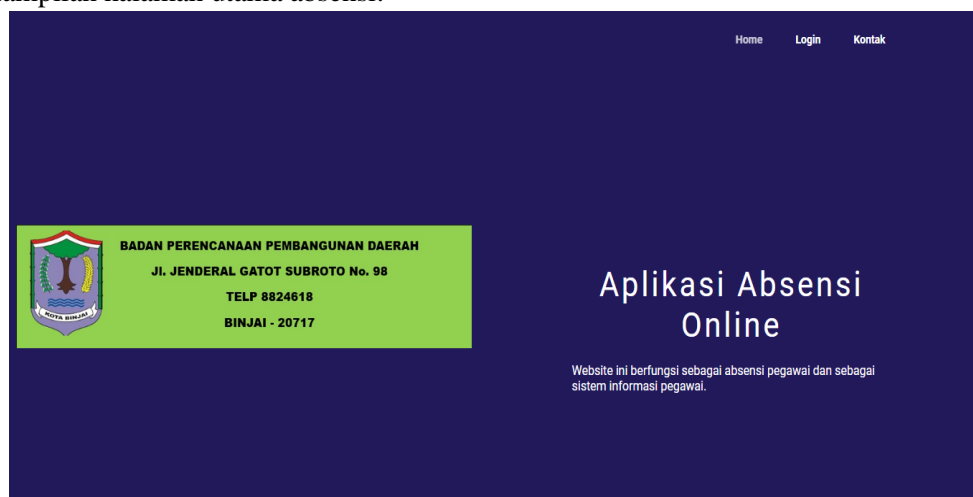 tampilan halaman utama absensi.
Home Login Kontak
BADAN PERENCANAAN PEMBANGUNAN DAERAH
Jl. JENDERAL GATOT SUBROTO No. 98
TELP 8824618
BINJAI - 20717
KOTA BINJAI
Aplikasi Absensi
Online
Website ini berfungsi sebagai absensi pegawai dan sebagai
sistem informasi pegawai.